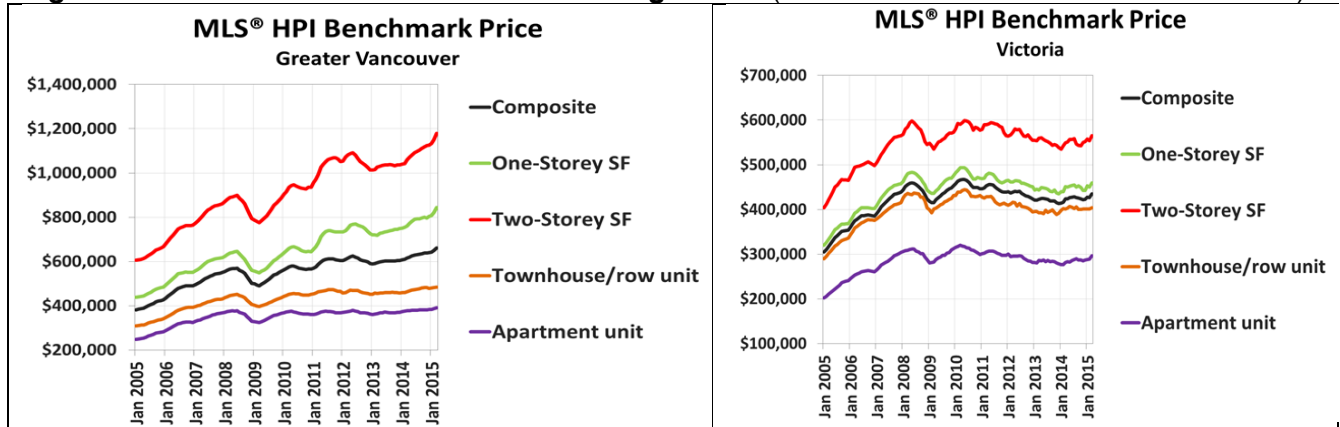 MLS® HPI Benchmark Price
Greater Vancouver
$1,400,000
$1,200,000
$1,000,000
$800,000
$600,000
$400,000
$200,000
Jan 2005
Jan 2006
Jan 2007
Jan 2008
Jan 2009
Jan 2010
Jan 2011
Jan 2012
Jan 2013
Jan 2014
Jan 2015
Composite
One-Storey SF
Two-Storey SF
Townhouse/row unit
Apartment unit
MLS® HPI Benchmark Price
Victoria
$700,000
$600,000
$500,000
$400,000
$300,000
$200,000
$100,000
Jan 2005
Jan 2006
Jan 2007
Jan 2008
Jan 2009
Jan 2010
Jan 2011
Jan 2012
Jan 2013
Jan 2014
Jan 2015
Composite
One-Storey SF
Two-Storey SF
Townhouse/row unit
Apartment unit